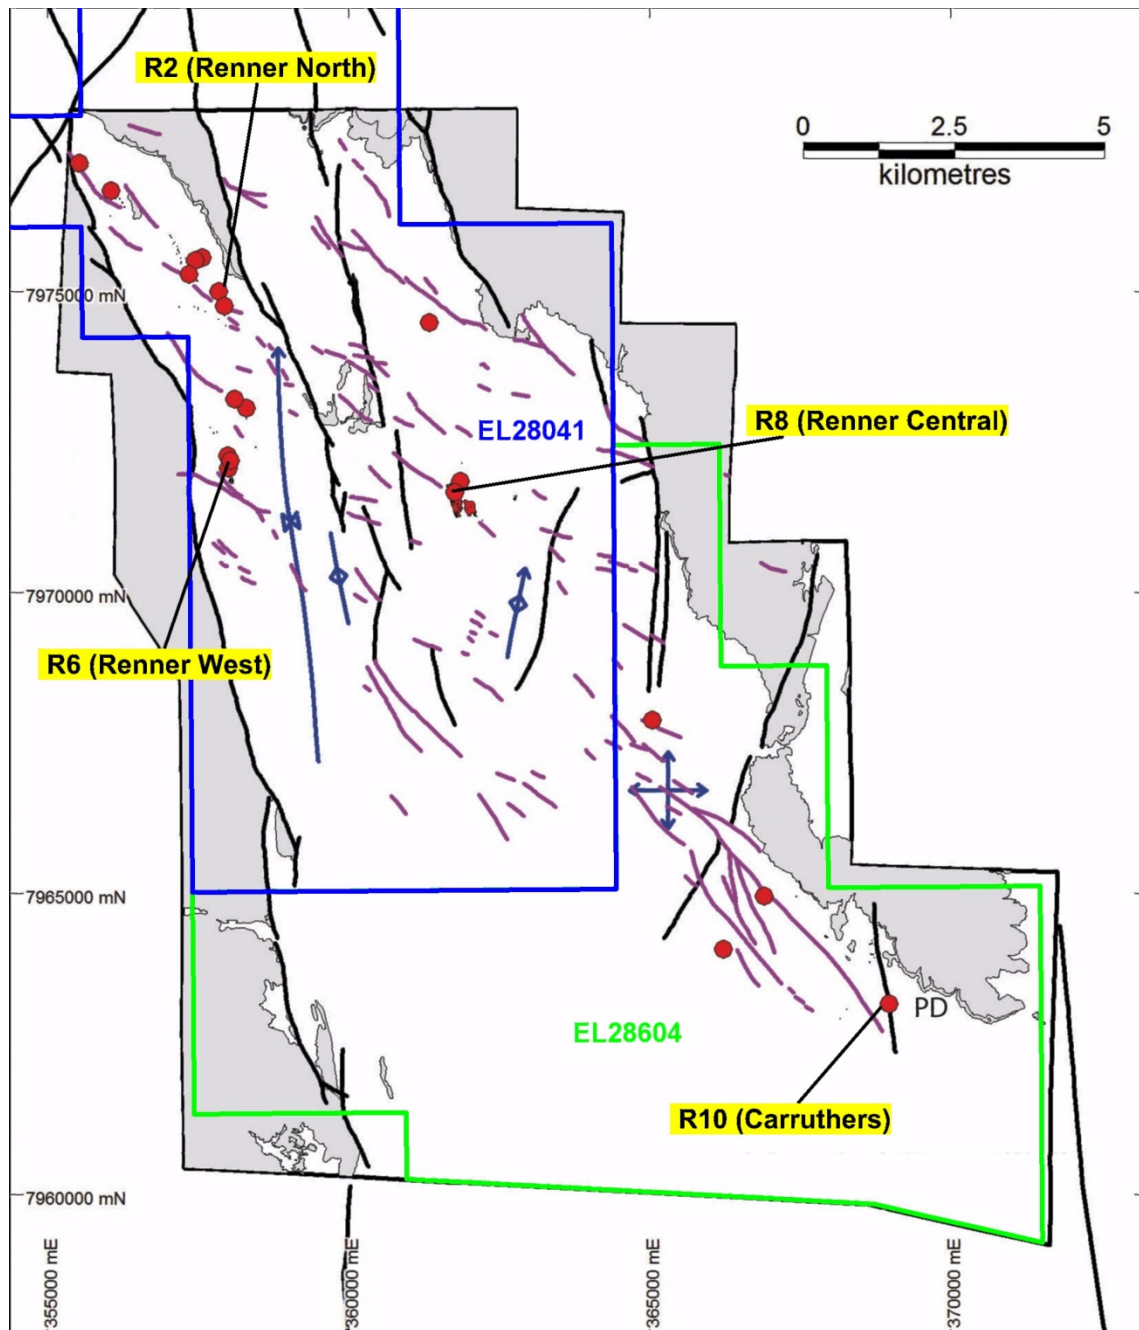 R2 (Renner North)
0 2.5 5
kilometres
7975000 mN
R8 (Renner Central)
EL28041
7970000 mN
R6 (Renner West)
7965000 mN
PD
EL28604
R10 (Carruthers)
7960000 mN
355000 mE
360000 mE
365000 mE
370000 mE